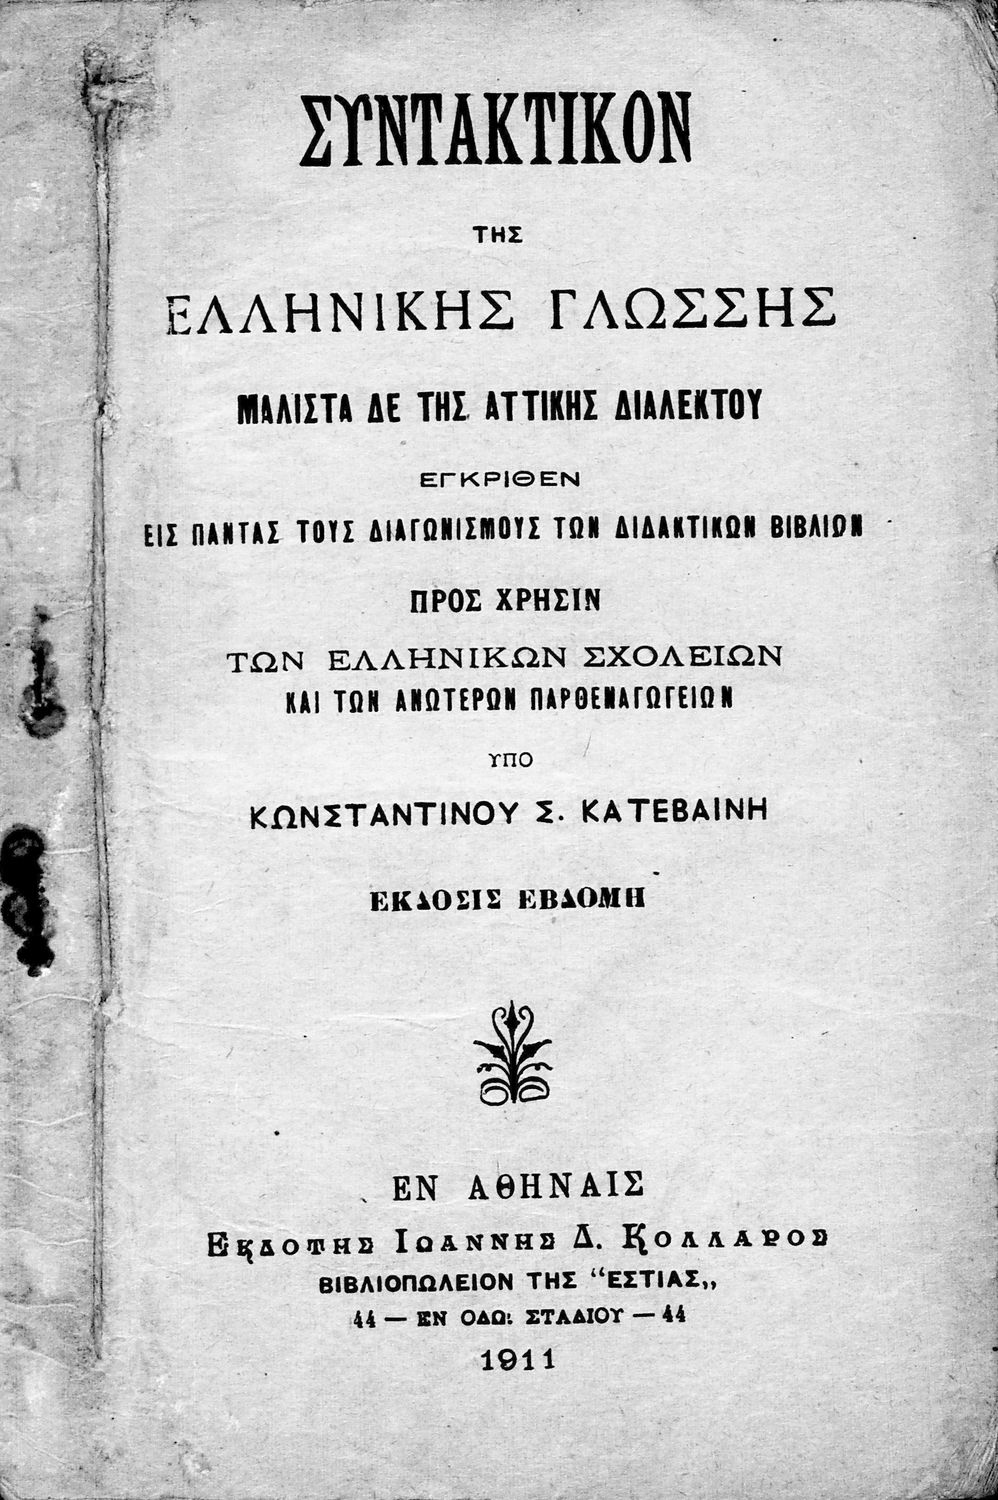 ΣΥΝΤΑΚΤΙΚΟΝ
ΤΗΣ
ΕΛΛΗΝΙΚΗΣ ΓΛΩΣΣΗΣ
ΜΑΛΙΣΤΑ ΔΕ ΤΗΣ ΑΤΤΙΚΗΣ ΔΙΑΛΕΚΤΟΥ
ΕΓΚΡΙΘΕΝ
ΕΙΣ ΠΑΝΤΑΣ ΤΟΥΣ ΔΙΑΓΩΝΙΣΜΟΥΣ ΤΩΝ ΔΙΔΑΚΤΙΚΩΝ ΒΙΒΛΙΩΝ
ΠΡΟΣ ΧΡΗΣΙΝ
ΤΩΝ ΕΛΛΗΝΙΚΩΝ ΣΧΟΛΕΙΩΝ
ΚΑΙ ΤΩΝ ΑΝΩΤΕΡΩΝ ΠΑΡΘΕΝΑΓΩΓΕΙΩΝ
ΥΠΟ
ΚΩΝΣΤΑΝΤΙΝΟΥ Σ. ΚΑΤΕΒΑΙΝΗ
ΕΚΔΟΣΙΣ ΕΒΔΟΜΗ
ΕΝ ΑΘΗΝΑΙΣ
ΕΚΔΟΤΗΣ ΙΩΑΝΝΗΣ Δ. ΚΟΛΛΑΡΟΣ
ΒΙΒΛΙΟΠΩΛΕΙΟΝ ΤΗΣ “ΕΣΤΙΑΣ„
44 — ΕΝ ΟΔΩι ΣΤΑΔΙΟΥ — 44
1911